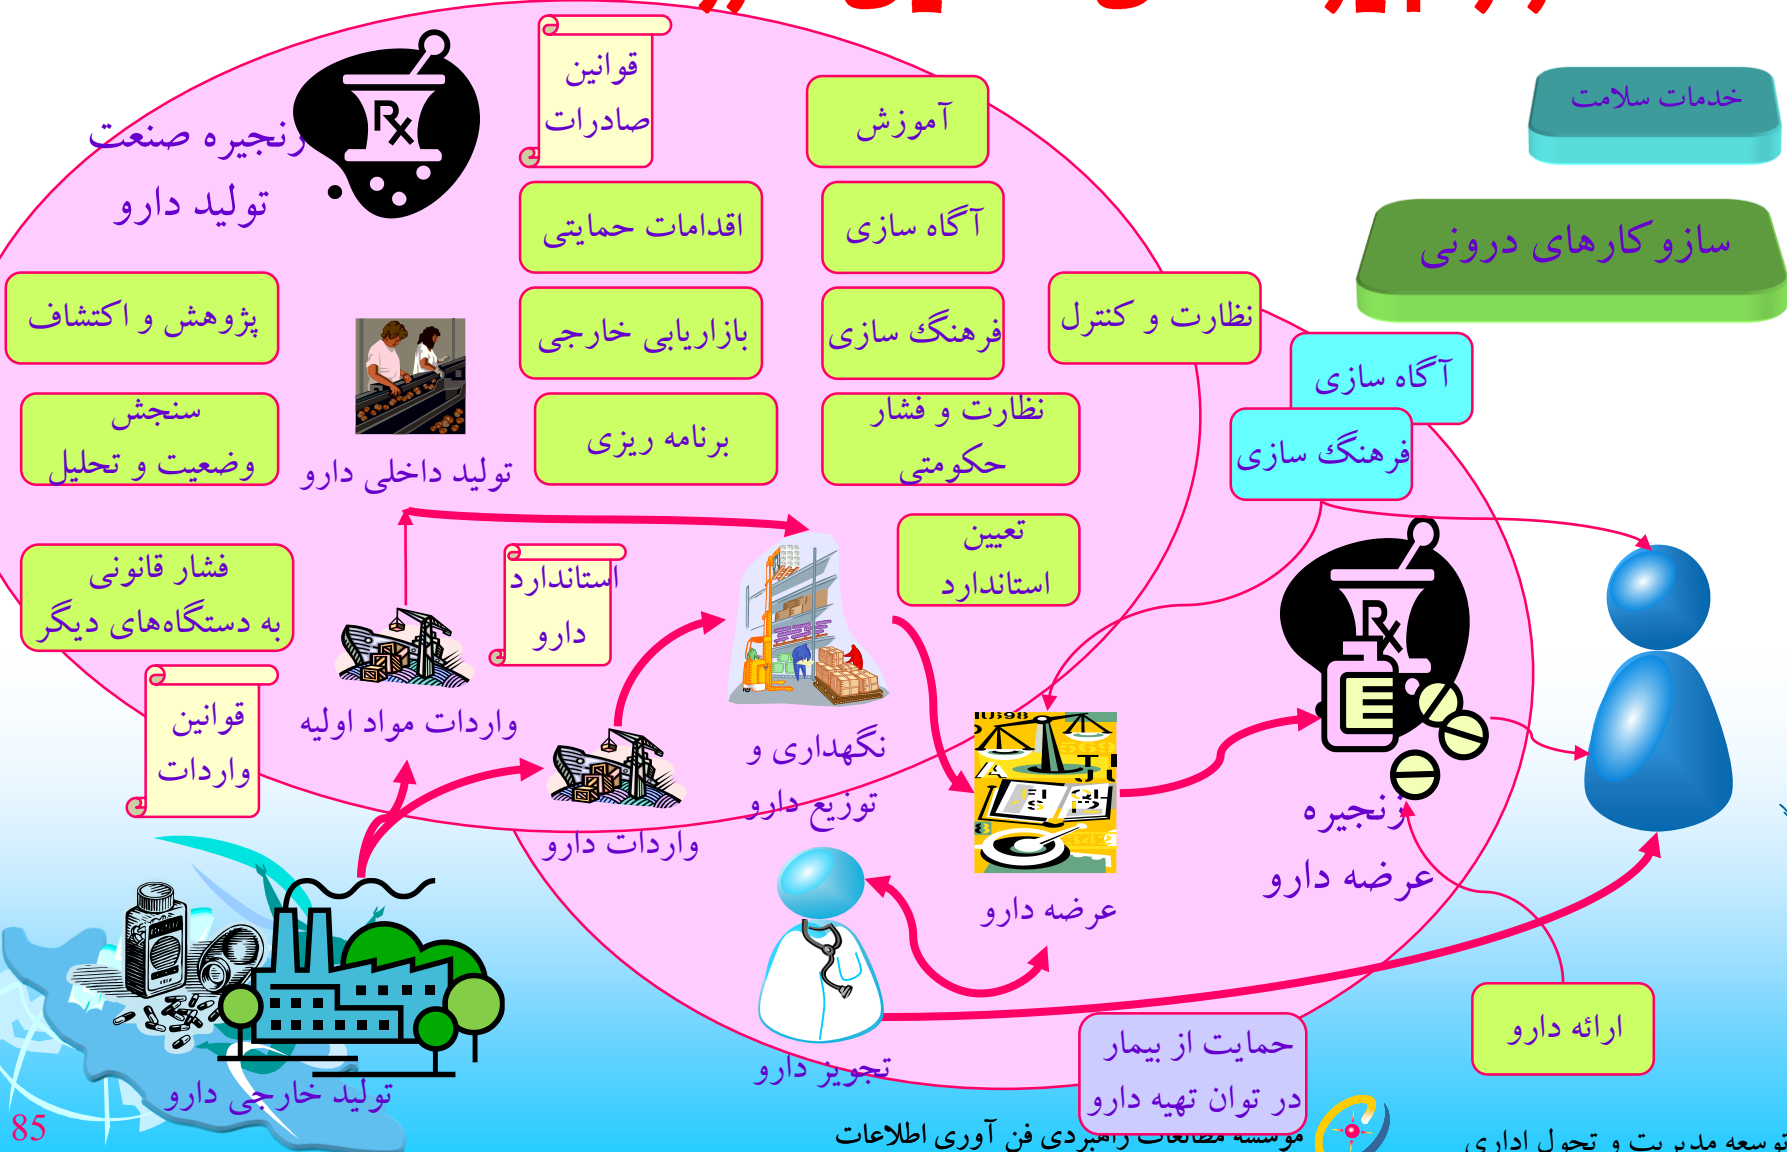 خدمات سلامت
سازوکارهای درونی
زنجیره صنعت
تولید دارو
قوانین
صادرات
آموزش
اقدامات حمایتی
آگاه سازی
پژوهش و اکتشاف
بازاریابی خارجی
فرهنگ سازی
نظارت و کنترل
آگاه سازی
فرهنگ سازی
سنجش
وضعیت و تحلیل
تولید داخلی دارو
برنامه ریزی
نظارت و فشار
حکومتی
تعیین
استاندارد
فشار قانونی
به دستگاه‌های دیگر
استاندارد
دارو
قوانین
واردات
واردات مواد اولیه
نگهداری و
توزیع دارو
واردات دارو
عرضه دارو
زنجیره
عرضه دارو
تجویز دارو
تولید خارجی دارو
ارائه دارو
حمایت از بیمار
در توان تهیه دارو
Rx
Rx
85
موسسه مطالعات راهبردی فن آوری اطلاعات
توسعه مدیریت و تحول اداری